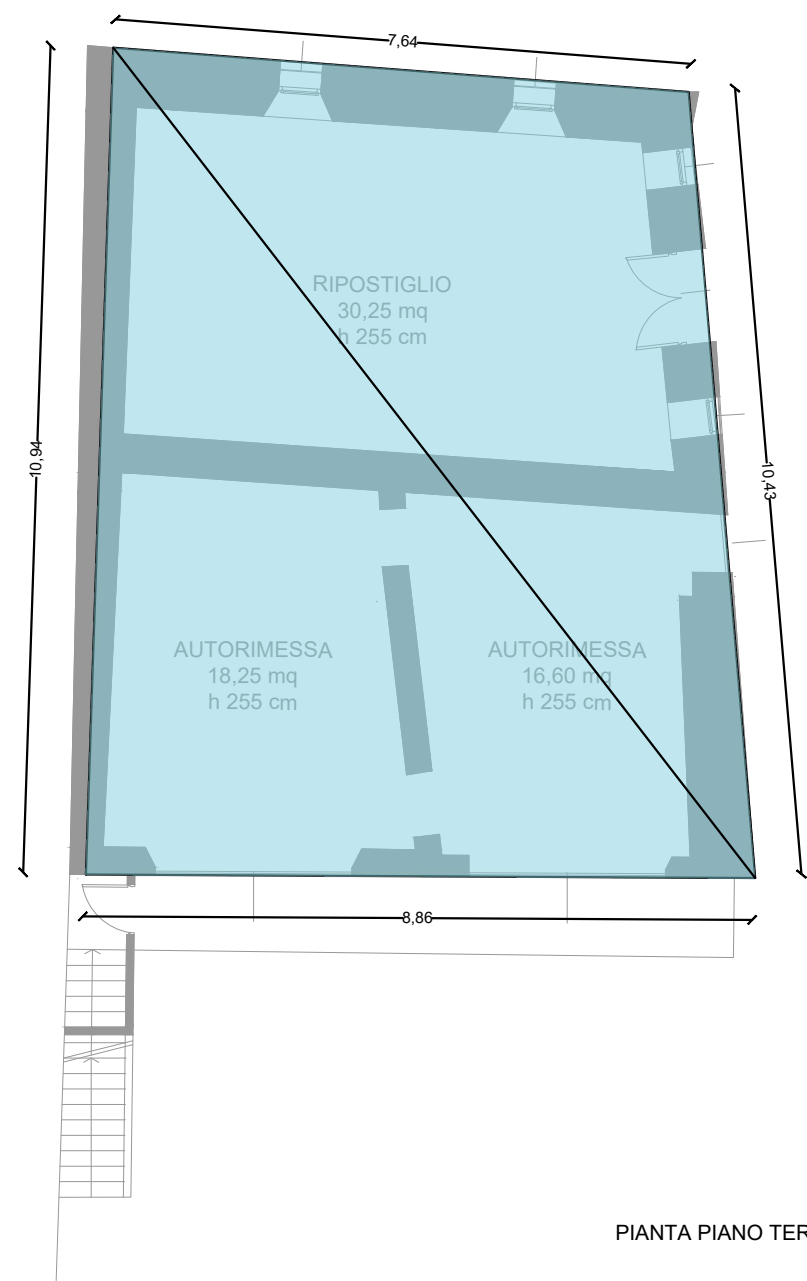 7,64
10,94
RIPOSTIGLIO
30,25 mq
h 255 cm
10,43
AUTORIMESSA
18,25 mq
h 255 cm
AUTORIMESSA
16,60 mq
h 255 cm
8,86
PIANTA PIANO TER